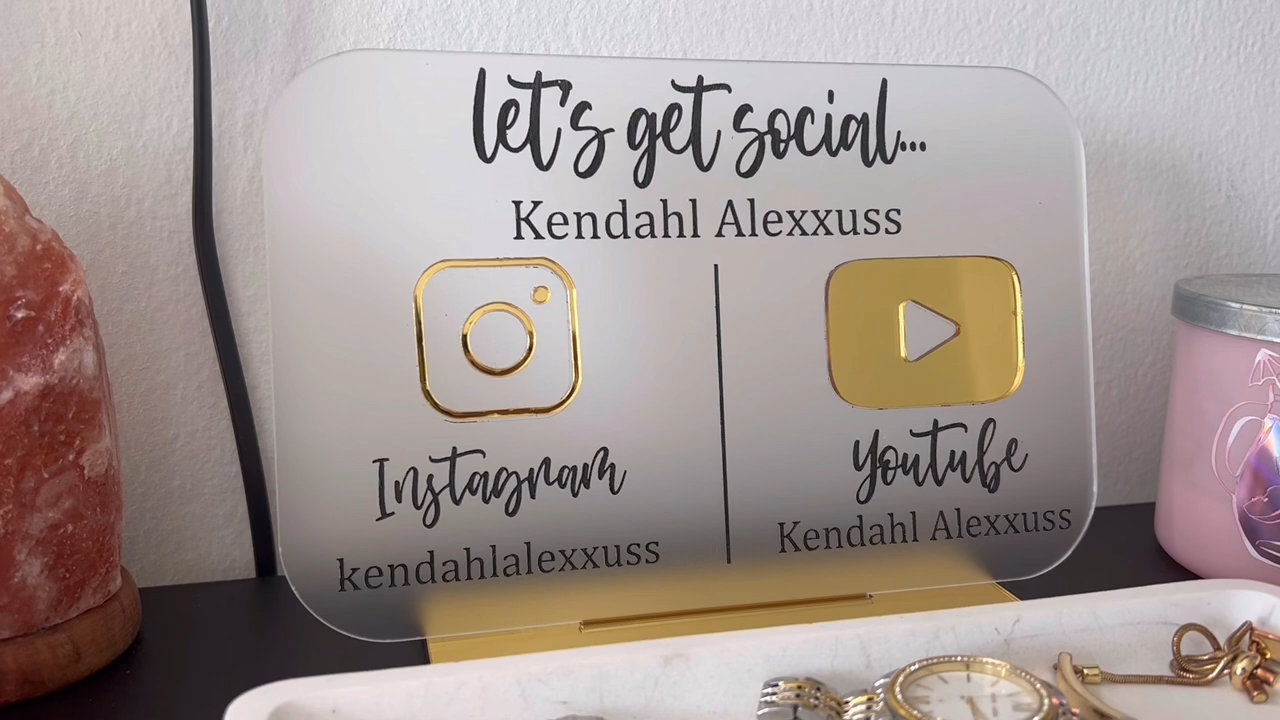 let's get social...
Kendahl Alexxuss
Instagram
kendahlalexxuss
Youtube
Kendahl Alexxuss